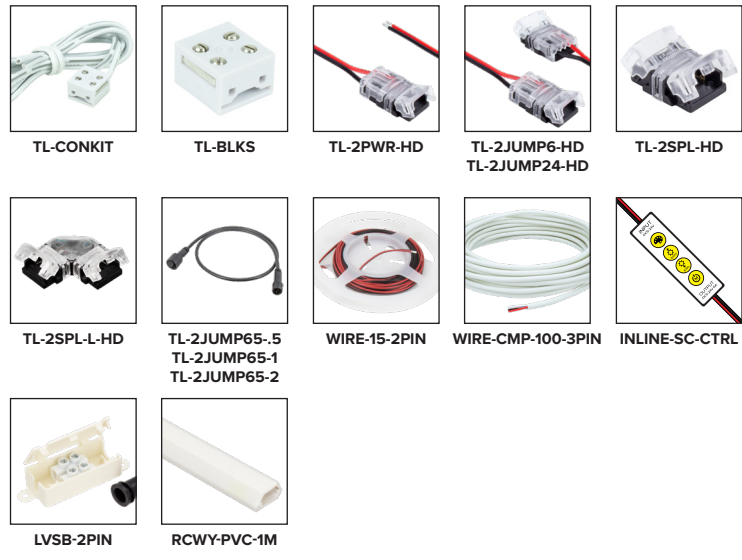 TL-CONKIT
TL-BLKS
TL-2PWR-HD
TL-2JUMP6-HD
TL-2JUMP24-HD
TL-2SPL-HD
TL-2SPL-L-HD
TL-2JUMP65-.5
TL-2JUMP65-1
TL-2JUMP65-2
WIRE-15-2PIN
WIRE-CMP-100-3PIN
INPUT
OUTPUT
INLINE-SC-CTRL
LVSB-2PIN
RCWY-PVC-1M